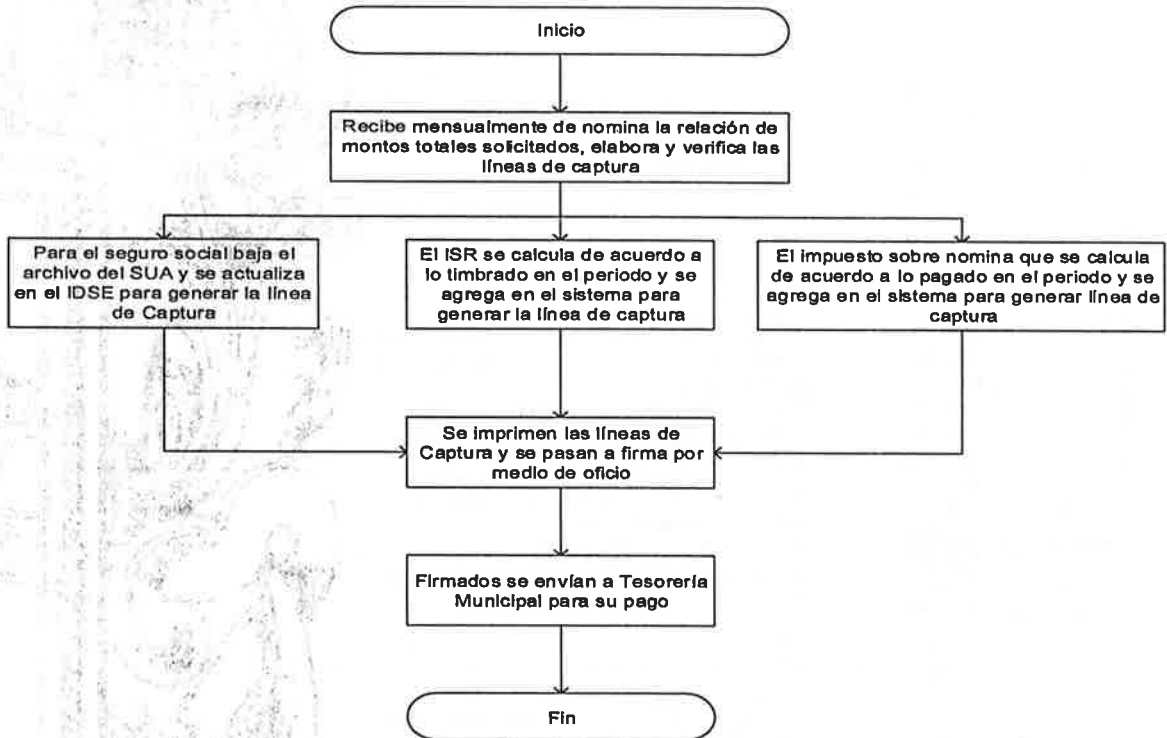 Inicio
Recibe mensualmente de nomina la relación de
montos totales solicitados, elabora y verifica las
líneas de captura
Para el seguro social baja el
archivo del SUA y se actualiza
en el IDSE para generar la línea
de Captura
El ISR se calcula de acuerdo a
lo timbrado en el periodo y se
agrega en el sistema para
generar la línea de captura
El impuesto sobre nomina que se calcula
de acuerdo a lo pagado en el periodo y se
agrega en el sistema para generar línea de
captura
Se imprimen las líneas de
Captura y se pasan a firma por
medio de oficio
Firmados se envían a Tesorería
Municipal para su pago
Fin